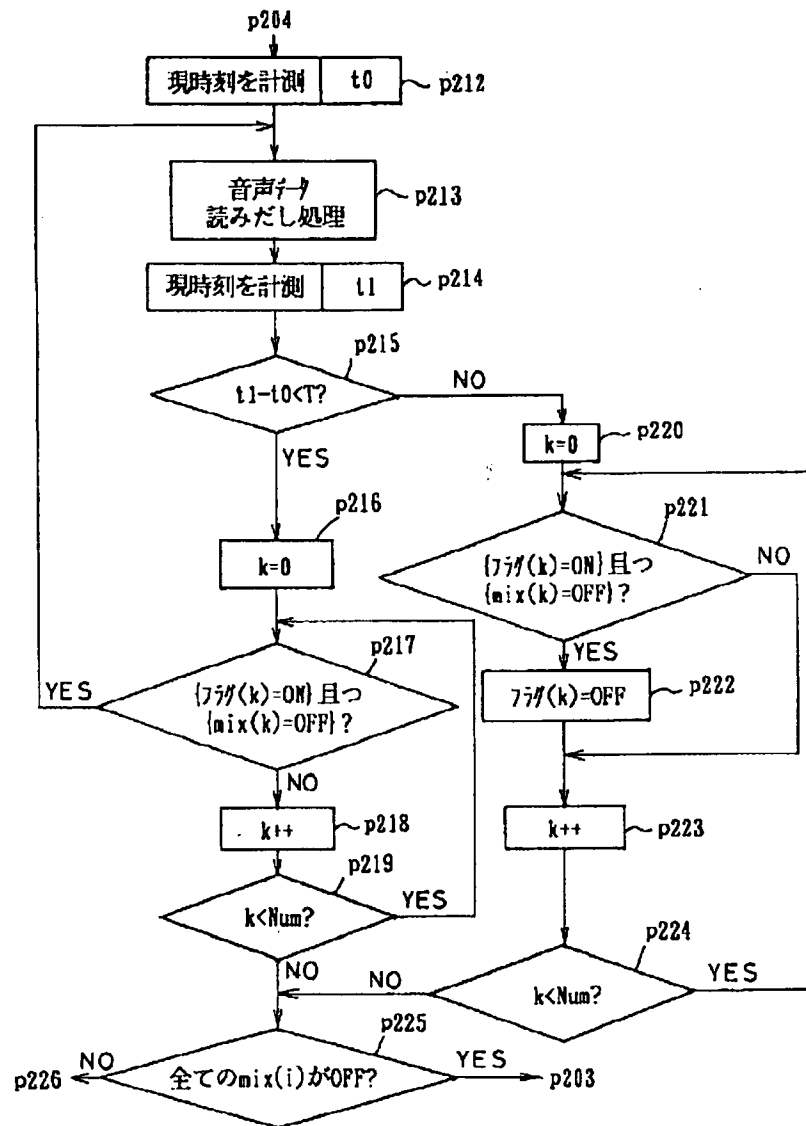 p204
現時刻を計測 t0 p212
音声データ
読みだし処理
p213
現時刻を計測 t1 p214
p215
t1-t0<T?
NO
YES
k=0
p220
p216
k=0
p221
{フラグ(k)=ON}且つ
{mix(k)=OFF}?
NO
YES
p217
YES
{フラグ(k)=ON}且つ
{mix(k)=OFF}?
NO
フラグ(k)=OFF
p222
k++
p218
k++
p223
p219
k<Num?
YES
NO
p224
k<Num?
NO
YES
p225
全てのmix(i)がOFF?
NO
p226
YES
p203